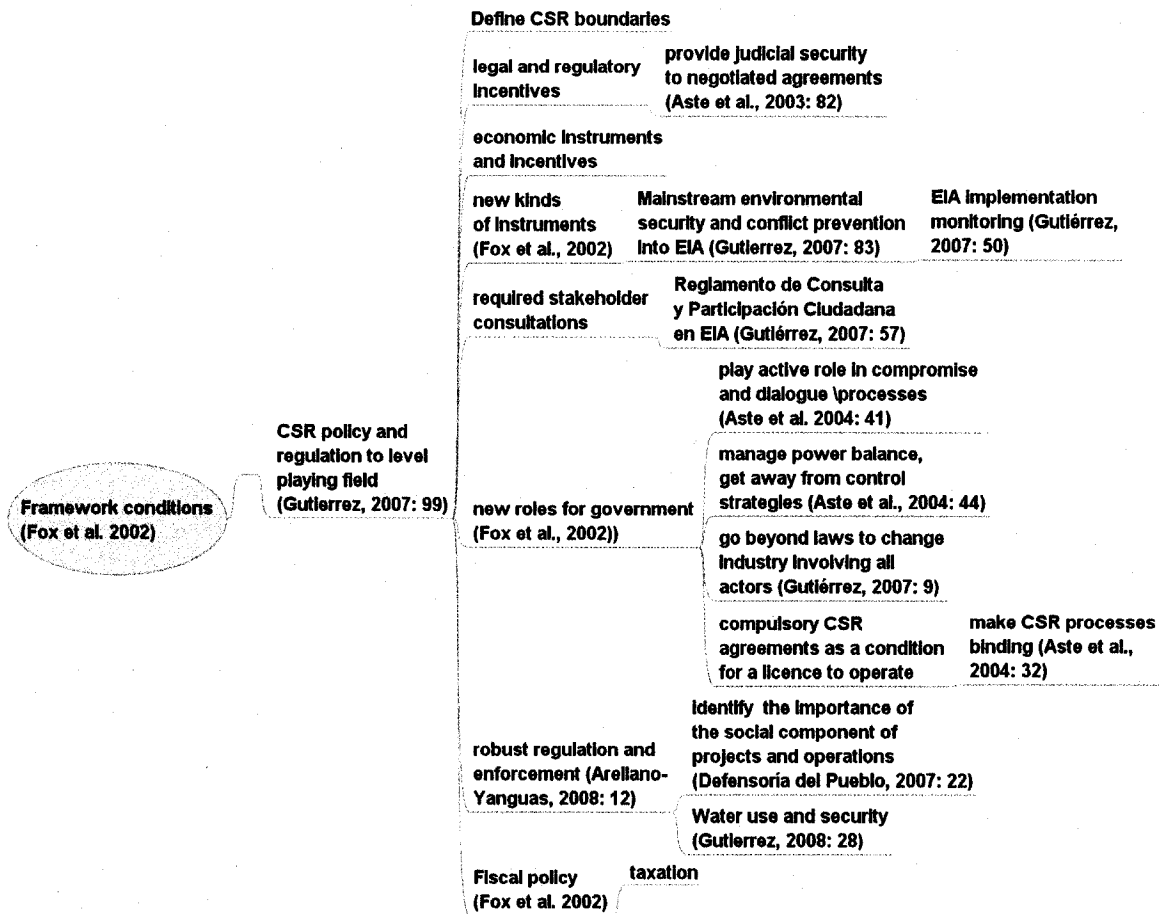 Define CSR boundaries
legal and regulatory
incentives
provide judicial security
to negotiated agreements
(Aste et al., 2003: 82)
economic instruments
and incentives
new kinds
of instruments
(Fox et al., 2002)
Mainstream environmental
security and conflict prevention
into EIA (Gutierrez, 2007: 83)
EIA implementation
monitoring (Gutiérrez,
2007: 50)
required stakeholder
consultations
Reglamento de Consulta
y Participación Ciudadana
en EIA (Gutiérrez, 2007: 57)
Framework conditions
(Fox et al. 2002)
CSR policy and
regulation to level
playing field
(Gutierrez, 2007: 99)
new roles for government
(Fox et al., 2002))
play active role in compromise
and dialogue \processes
(Aste et al. 2004: 41)
manage power balance,
get away from control
strategies (Aste et al., 2004: 44)
go beyond laws to change
industry involving all
actors (Gutiérrez, 2007: 9)
compulsory CSR
agreements as a condition
for a licence to operate
make CSR processes
binding (Aste et al.,
2004: 32)
robust regulation and
enforcement (Arellano-
Yanguas, 2008: 12)
identify the importance of
the social component of
projects and operations
(Defensoría del Pueblo, 2007: 22)
Water use and security
(Gutierrez, 2008: 28)
Fiscal policy
(Fox et al. 2002)
taxation